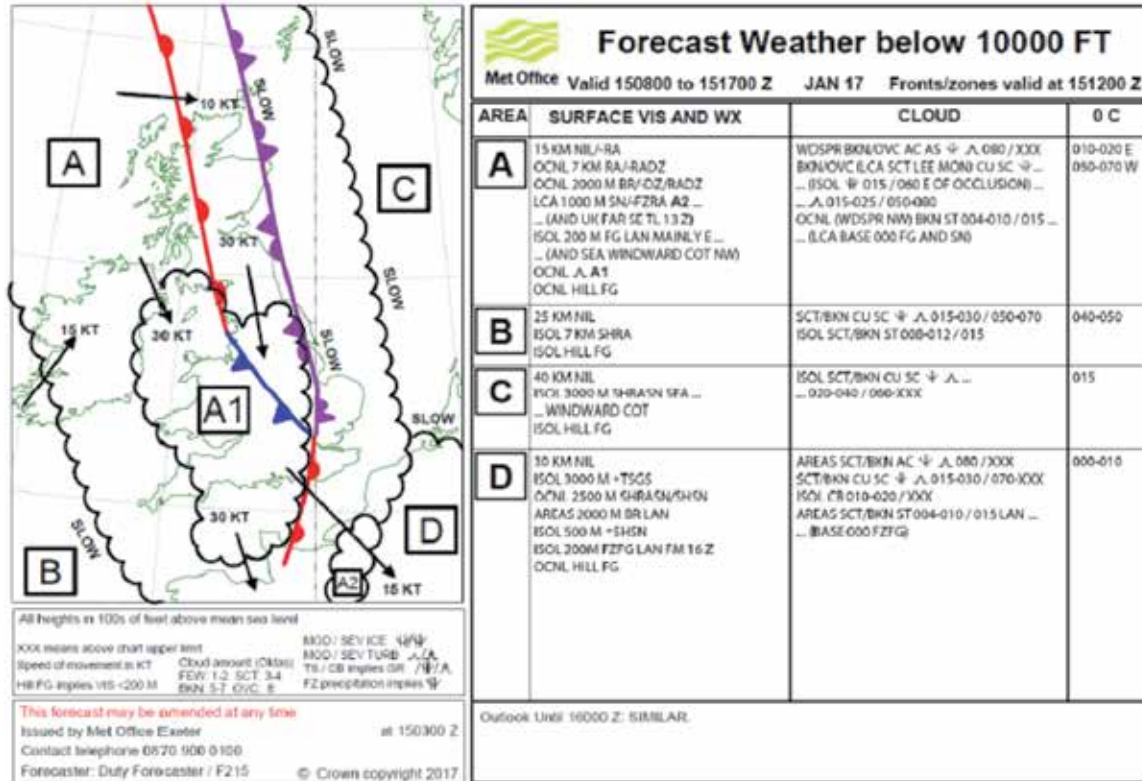 SLOW
SLOW
SLOW
10 KT
A
C
30 KT
SLOW
15 KT
30 KT
SLOW
A1
SLOW
SLOW
30 KT
D
B
A2
15 KT
All heights in 100s of feet above mean sea level
XXX means above chart upper limit
MOD / SEV ICE
Speed of movement in KT
Cloud amount (Oktas)
MOD / SEV TURB
HILL FG implies VIS <200 M
FEW: 1-2 SCT: 3-4
TS / CB implies GR
BKN: 5-7 OVC: 8
FZ precipitation implies
This forecast may be amended at any time
Issued by Met Office Exeter at 150300 Z
Contact telephone 0870 900 0100
Forecaster: Duty Forecaster / F215 © Crown copyright 2017
Met Office
Forecast Weather below 10000 FT
Valid 150800 to 151700 Z JAN 17 Fronts/zones valid at 151200 Z
AREA SURFACE VIS AND WX CLOUD 0 C
A
15 KM NIL/-RA
OCNL 7 KM RA/-RADZ
OCNL 2000 M BR/-DZ/RADZ
LCA 1000 M SN/-FZRA A2 ...
... (AND UK FAR SE TL 13 Z)
ISOL 200 M FG LAN MAINLY E ...
... (AND SEA WINDWARD COT NW)
OCNL A1
OCNL HILL FG
WDSPR BKN/OVC AC AS 080 / XXX
BKN/OVC (LCA SCT LEE MON) CU SC ...
... (ISOL 015 / 060 E OF OCCLUSION) ...
... 015-025 / 050-080
OCNL (WDSPR NW) BKN ST 004-010 / 015 ...
... (LCA BASE 000 FG AND SN)
010-020 E
050-070 W
B
25 KM NIL
ISOL 7 KM SHRA
ISOL HILL FG
SCT/BKN CU SC 015-030 / 050-070
ISOL SCT/BKN ST 008-012 / 015
040-050
C
40 KM NIL
ISOL 3000 M SHRASN SEA ...
... WINDWARD COT
ISOL HILL FG
ISOL SCT/BKN CU SC ...
... 020-040 / 060-XXX
015
D
30 KM NIL
ISOL 3000 M +TSGS
OCNL 2500 M SHRASN/SHSN
AREAS 2000 M BR LAN
ISOL 500 M +SHSN
ISOL 200M FZFG LAN FM 16 Z
OCNL HILL FG
AREAS SCT/BKN AC 080 / XXX
SCT/BKN CU SC 015-030 / 070-XXX
ISOL CB 010-020 / XXX
AREAS SCT/BKN ST 004-010 / 015 LAN ...
... (BASE 000 FZFG)
000-010
Outlook Until 16000 Z: SIMILAR.